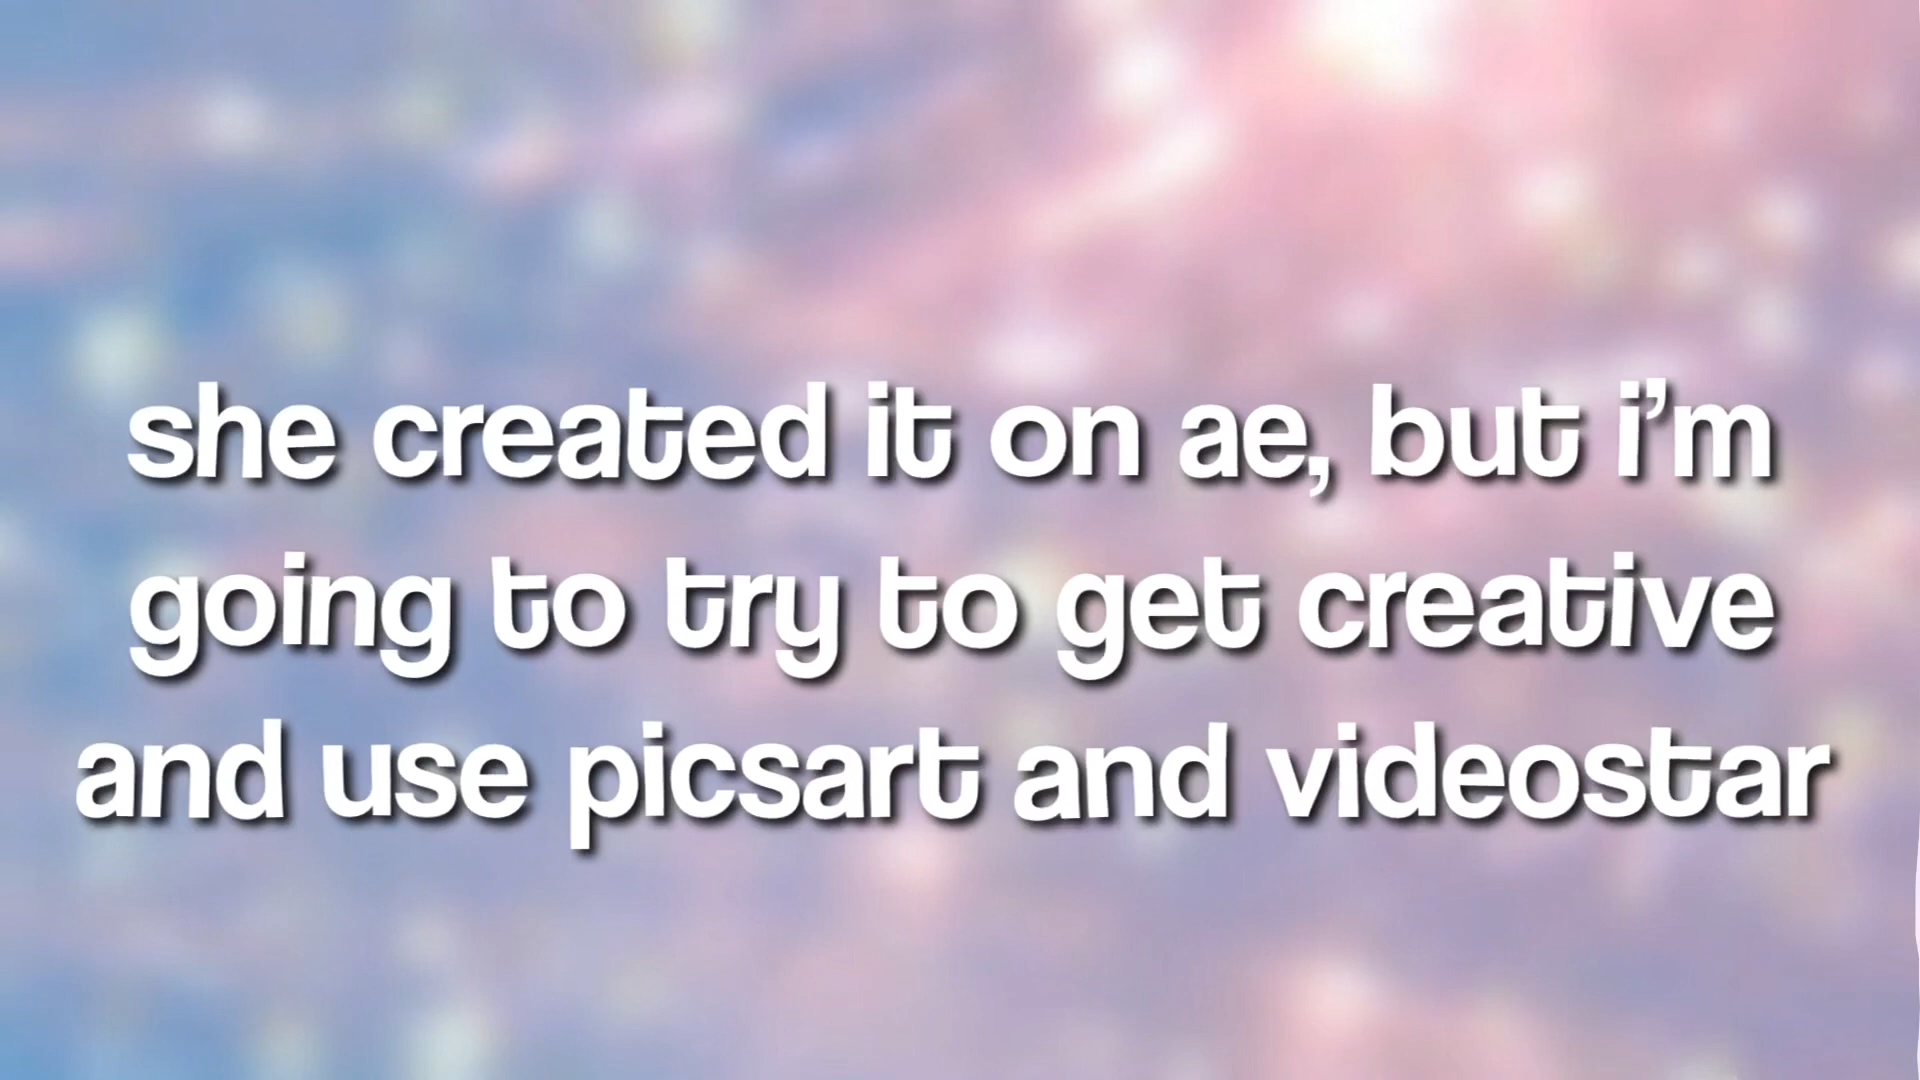 she created it on ae, but i’m
going to try to get creative
and use picsart and videostar